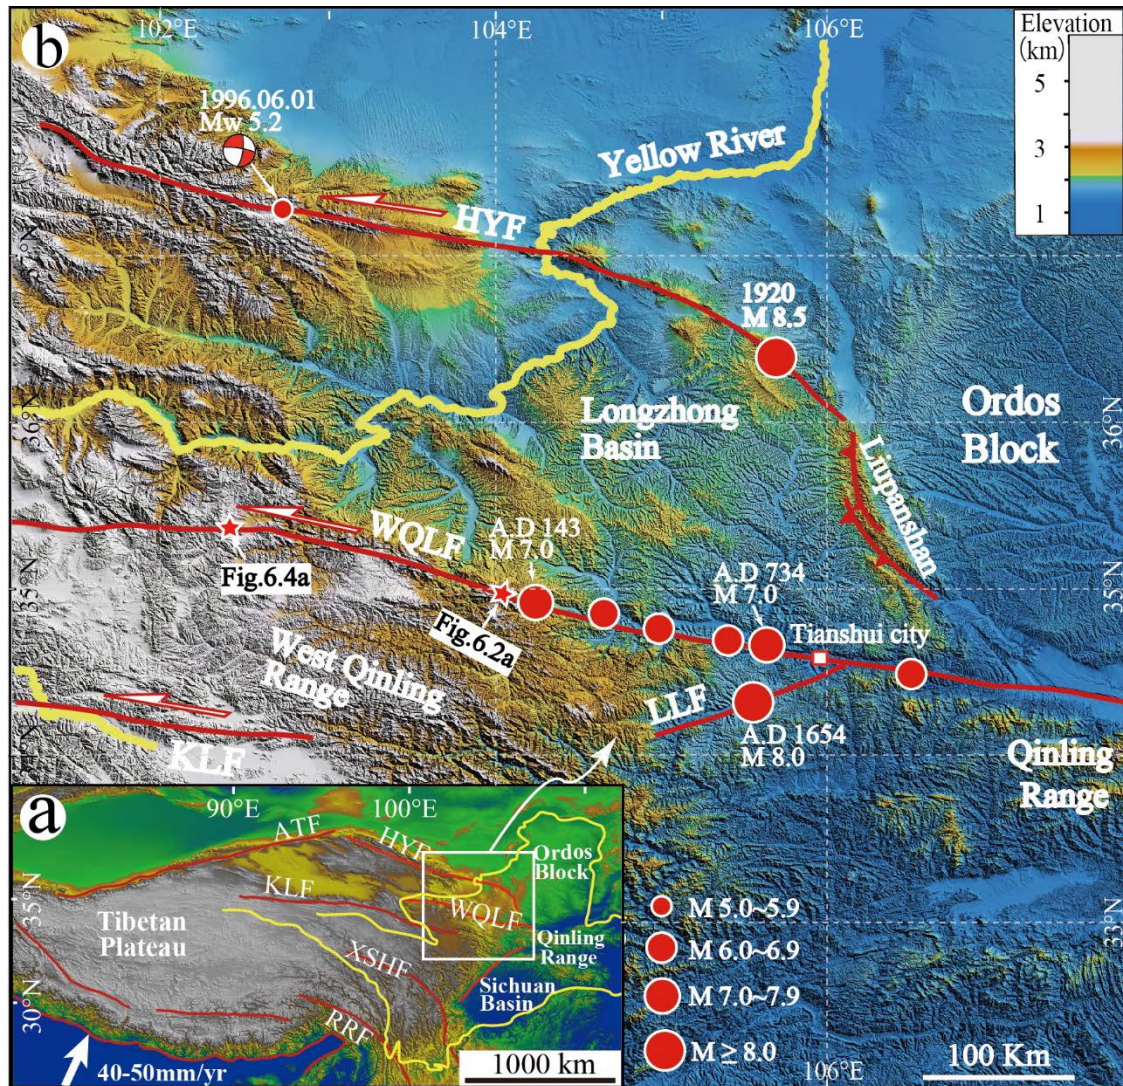 b
102°E
104°E
106°E
Elevation
(km)
5
3
1
1996.06.01
Mw 5.2
Yellow River
HYF
37°N
1920
M 8.5
Longzhong
Basin
Ordos
Block
36°N
36°N
Liupanshan
WQLF
A.D 143
M 7.0
Fig.6.4a
35°N
35°N
Fig.6.2a
A.D 734
M 7.0
Tianshui city
West Qinling
Range
LLF
A.D 1654
M 8.0
KLF
Qinling
Range
a
90°E
100°E
ATF
HYF
Ordos
Block
KLF
WQLF
35°N
Tibetan
Plateau
Qinling
Range
XSHF
Sichuan
Basin
30°N
RRF
40-50mm/yr
1000 km
M 5.0~5.9
M 6.0~6.9
M 7.0~7.9
M ≥ 8.0
33°N
106°E
100 Km